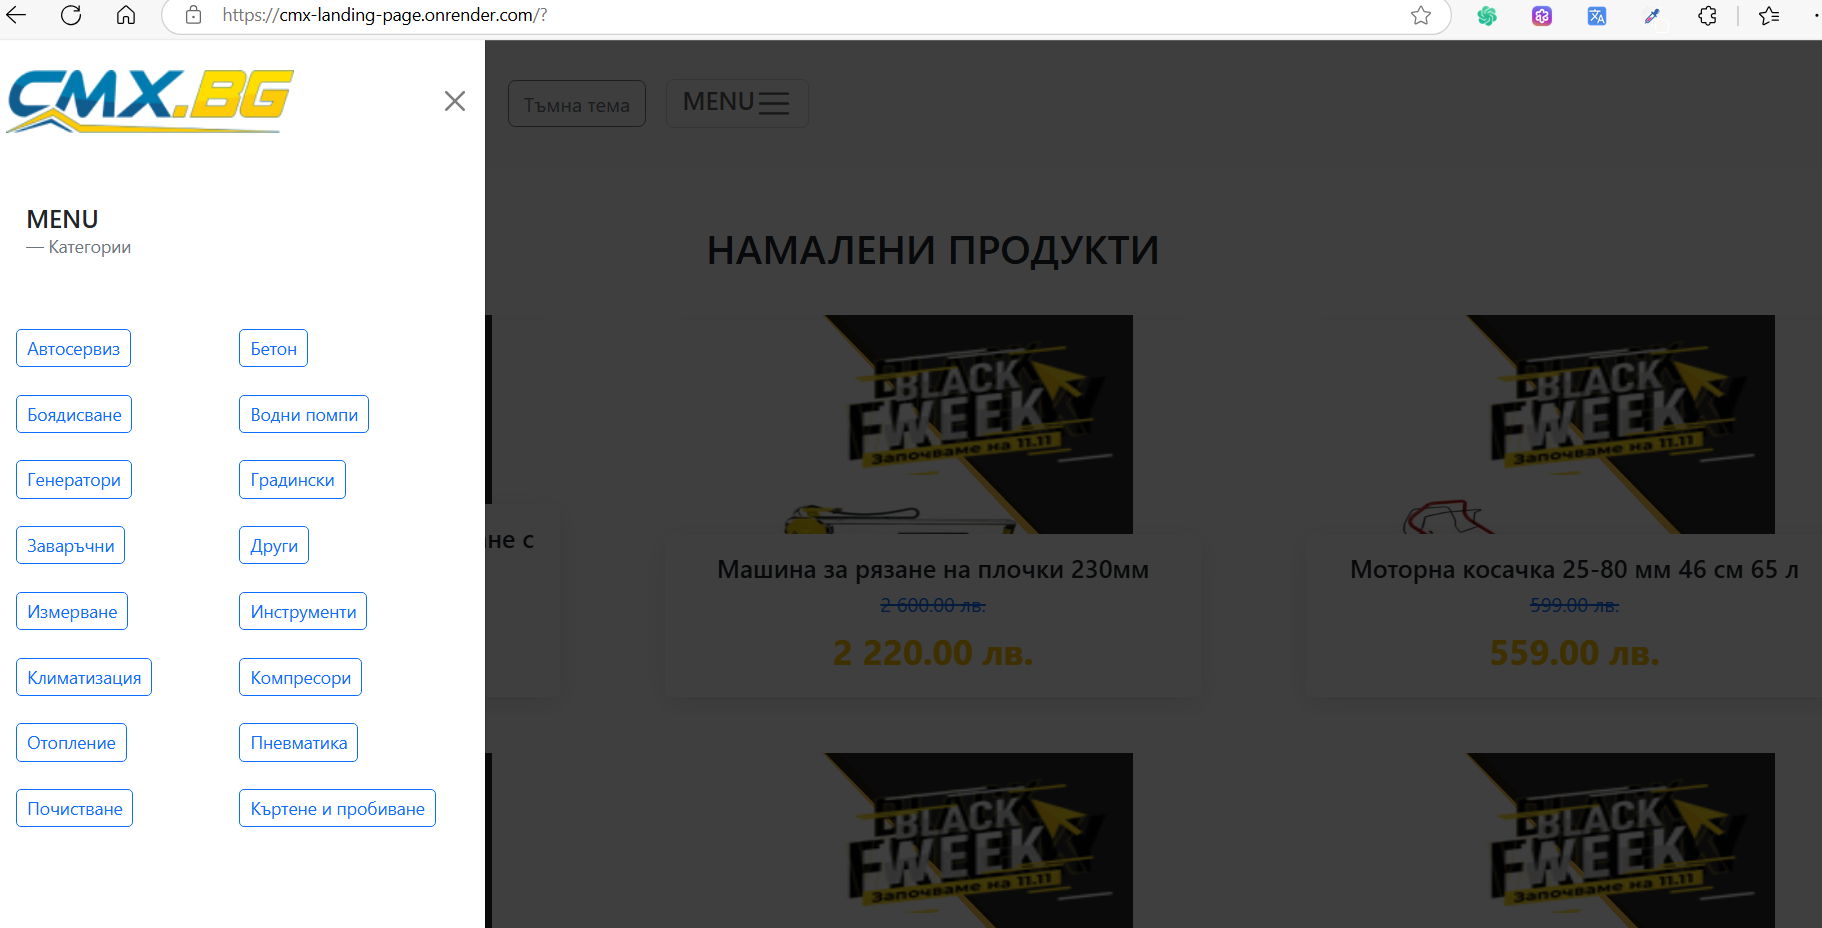 https://cmx-landing-page.onrender.com/?
CMX.BG
Тъмна тема
MENU
MENU
— Категории
НАМАЛЕНИ ПРОДУКТИ
Автосервиз
Бетон
Боядисване
Водни помпи
Генератори
Градински
Заваръчни
Други
Измерване
Инструменти
Климатизация
Компресори
Отопление
Пневматика
Почистване
Къртене и пробиване
BLACK
WEEK
Започваме на 11.11
BLACK
WEEK
Започваме на 11.11
не с
Машина за рязане на плочки 230мм
2 600.00 лв.
2 220.00 лв.
Моторна косачка 25-80 мм 46 см 65 л
599.00 лв.
559.00 лв.
BLACK
WEEK
Започваме на 11.11
BLACK
WEEK
Започваме на 11.11